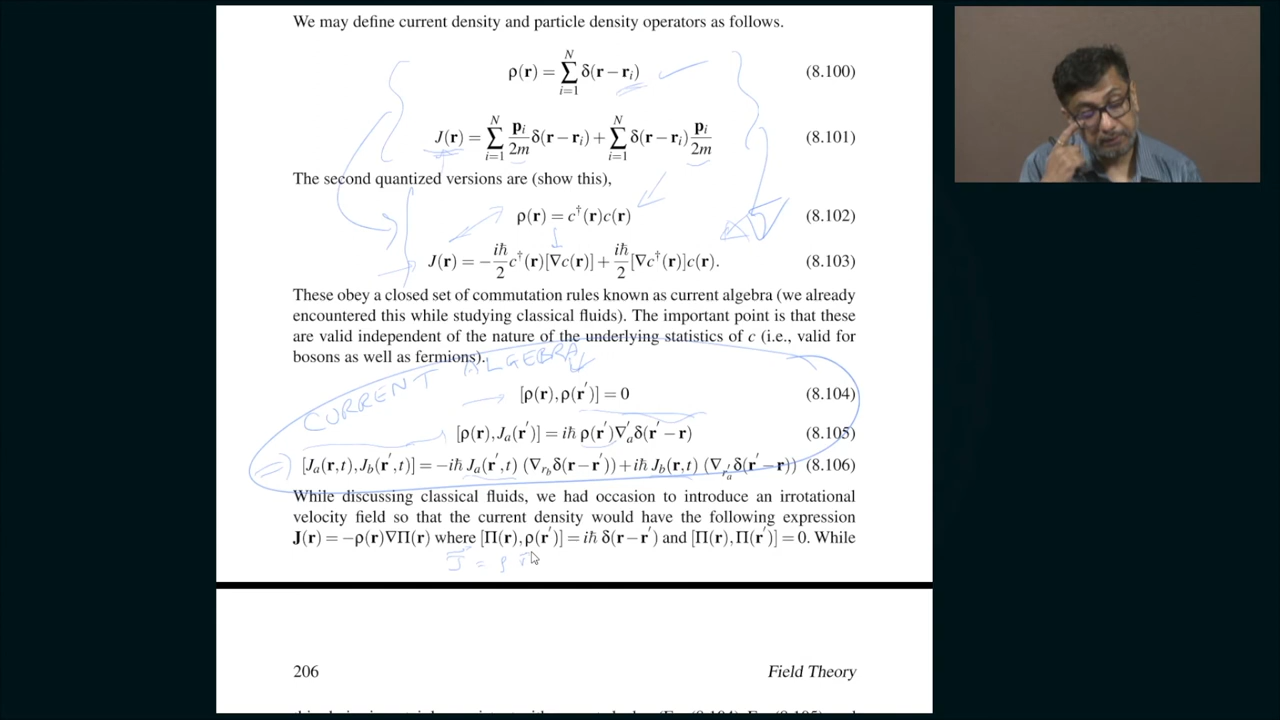 We may define current density and particle density operators as follows.
ρ(r) = ∑_{i=1}^{N} δ(r − r_i) (8.100)
J(r) = ∑_{i=1}^{N} p_i/2m δ(r − r_i) + ∑_{i=1}^{N} δ(r − r_i) p_i/2m (8.101)
The second quantized versions are (show this),
ρ(r) = c†(r)c(r) (8.102)
J(r) = −iħ/2 c†(r)[∇c(r)] + iħ/2 [∇c†(r)]c(r). (8.103)
These obey a closed set of commutation rules known as current algebra (we already
encountered this while studying classical fluids). The important point is that these
are valid independent of the nature of the underlying statistics of c (i.e., valid for
bosons as well as fermions).
CURRENT ALGEBRA
[ρ(r), ρ(r′)] = 0 (8.104)
[ρ(r), J_a(r′)] = iħ ρ(r′)∇′_a δ(r′ − r) (8.105)
[J_a(r,t), J_b(r′,t)] = −iħ J_a(r′,t) (∇_{r_b} δ(r − r′)) + iħ J_b(r,t) (∇_{r′_a} δ(r′ − r)) (8.106)
While discussing classical fluids, we had occasion to introduce an irrotational
velocity field so that the current density would have the following expression
J(r) = −ρ(r)∇Π(r) where [Π(r), ρ(r′)] = iħ δ(r − r′) and [Π(r), Π(r′)] = 0. While
J = ρ
206 Field Theory